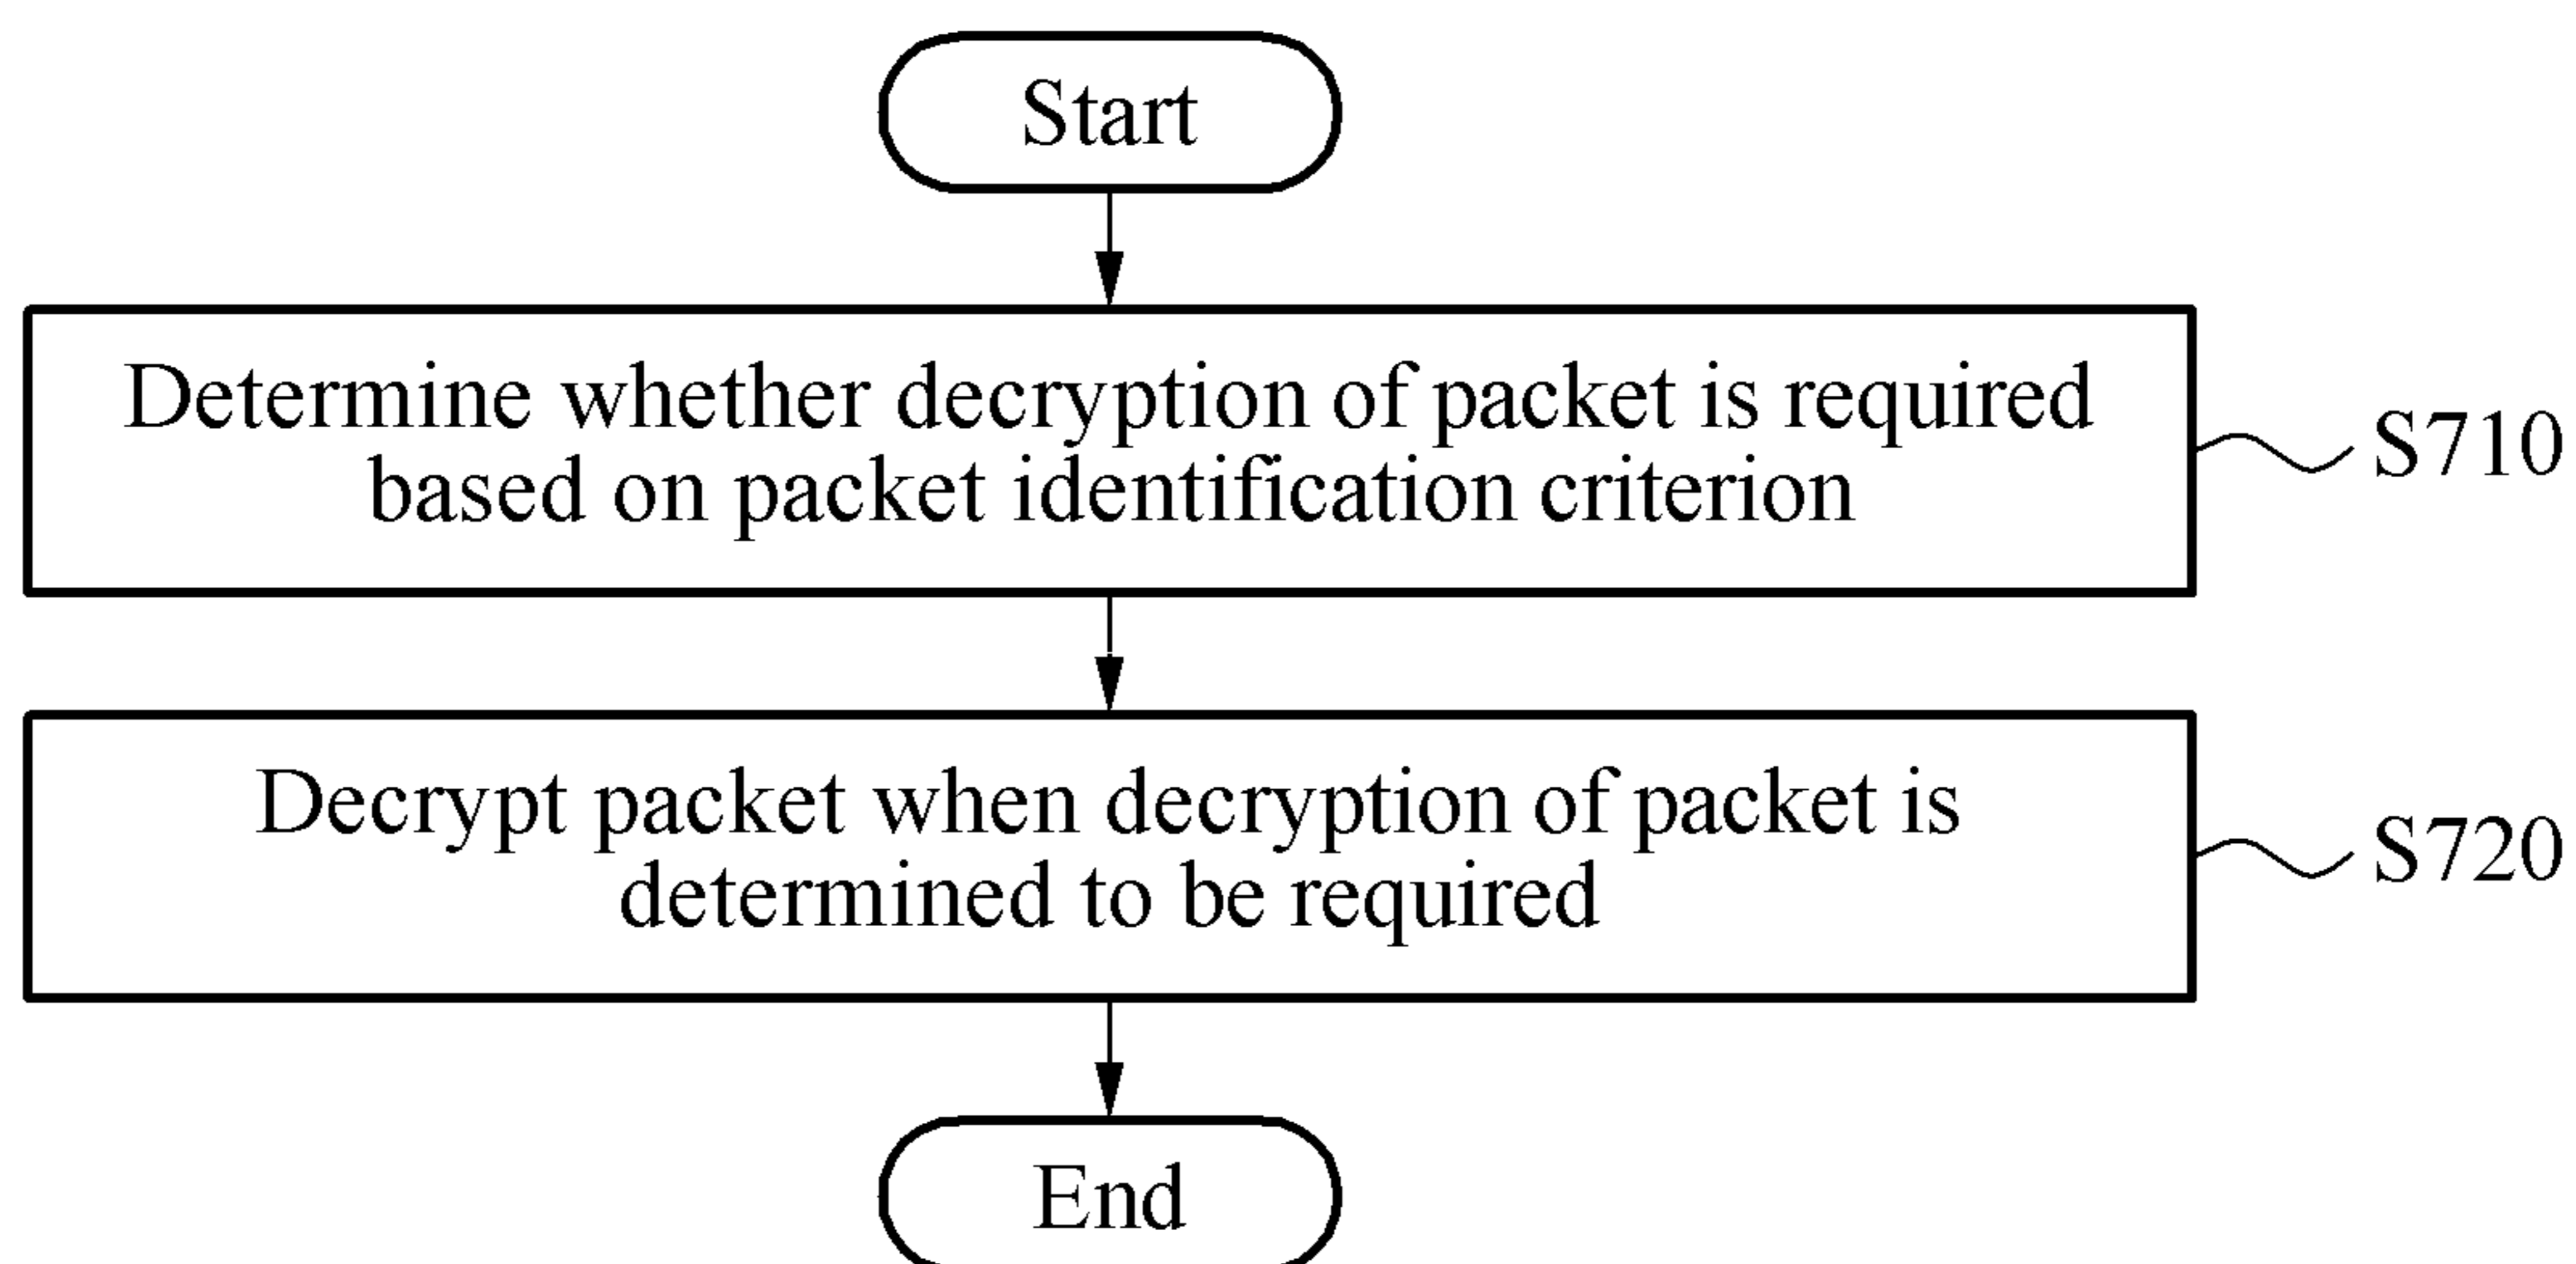 Start
Determine whether decryption of packet is required
based on packet identification criterion
S710
Decrypt packet when decryption of packet is
determined to be required
S720
End